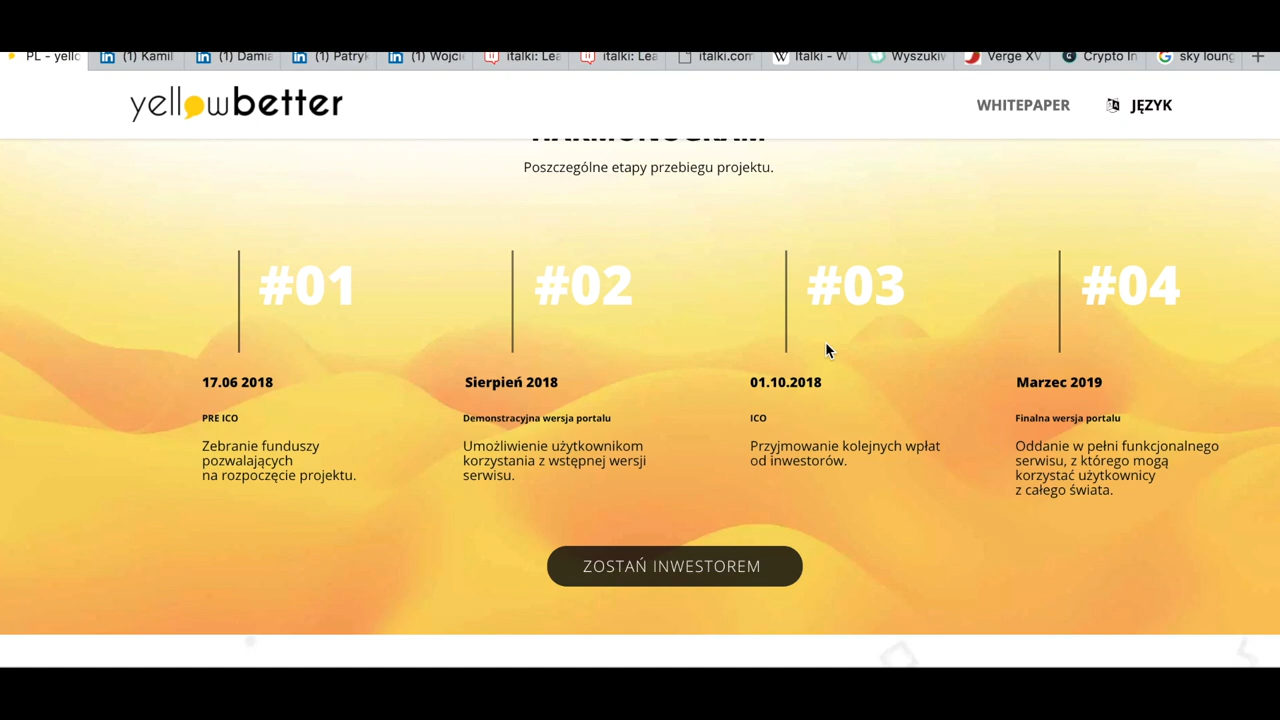 PL - yello
(1) Kamil
(1) Damia
(1) Patryk
(1) Wojci
italki: Lea
italki: Lea
italki.com
W Italki - Wi
Wyszukiv
Verge XV
Crypto In
sky loung
yellowbetter
WHITEPAPER
JĘZYK
HARMONOGRAM
Poszczególne etapy przebiegu projektu.
#01
#02
#03
#04
17.06 2018
PRE ICO
Zebranie funduszy
pozwalających
na rozpoczęcie projektu.
Sierpień 2018
Demonstracyjna wersja portalu
Umożliwienie użytkownikom
korzystania z wstępnej wersji
serwisu.
01.10.2018
ICO
Przyjmowanie kolejnych wpłat
od inwestorów.
Marzec 2019
Finalna wersja portalu
Oddanie w pełni funkcjonalnego
serwisu, z którego mogą
korzystać użytkownicy
z całego świata.
ZOSTAŃ INWESTOREM